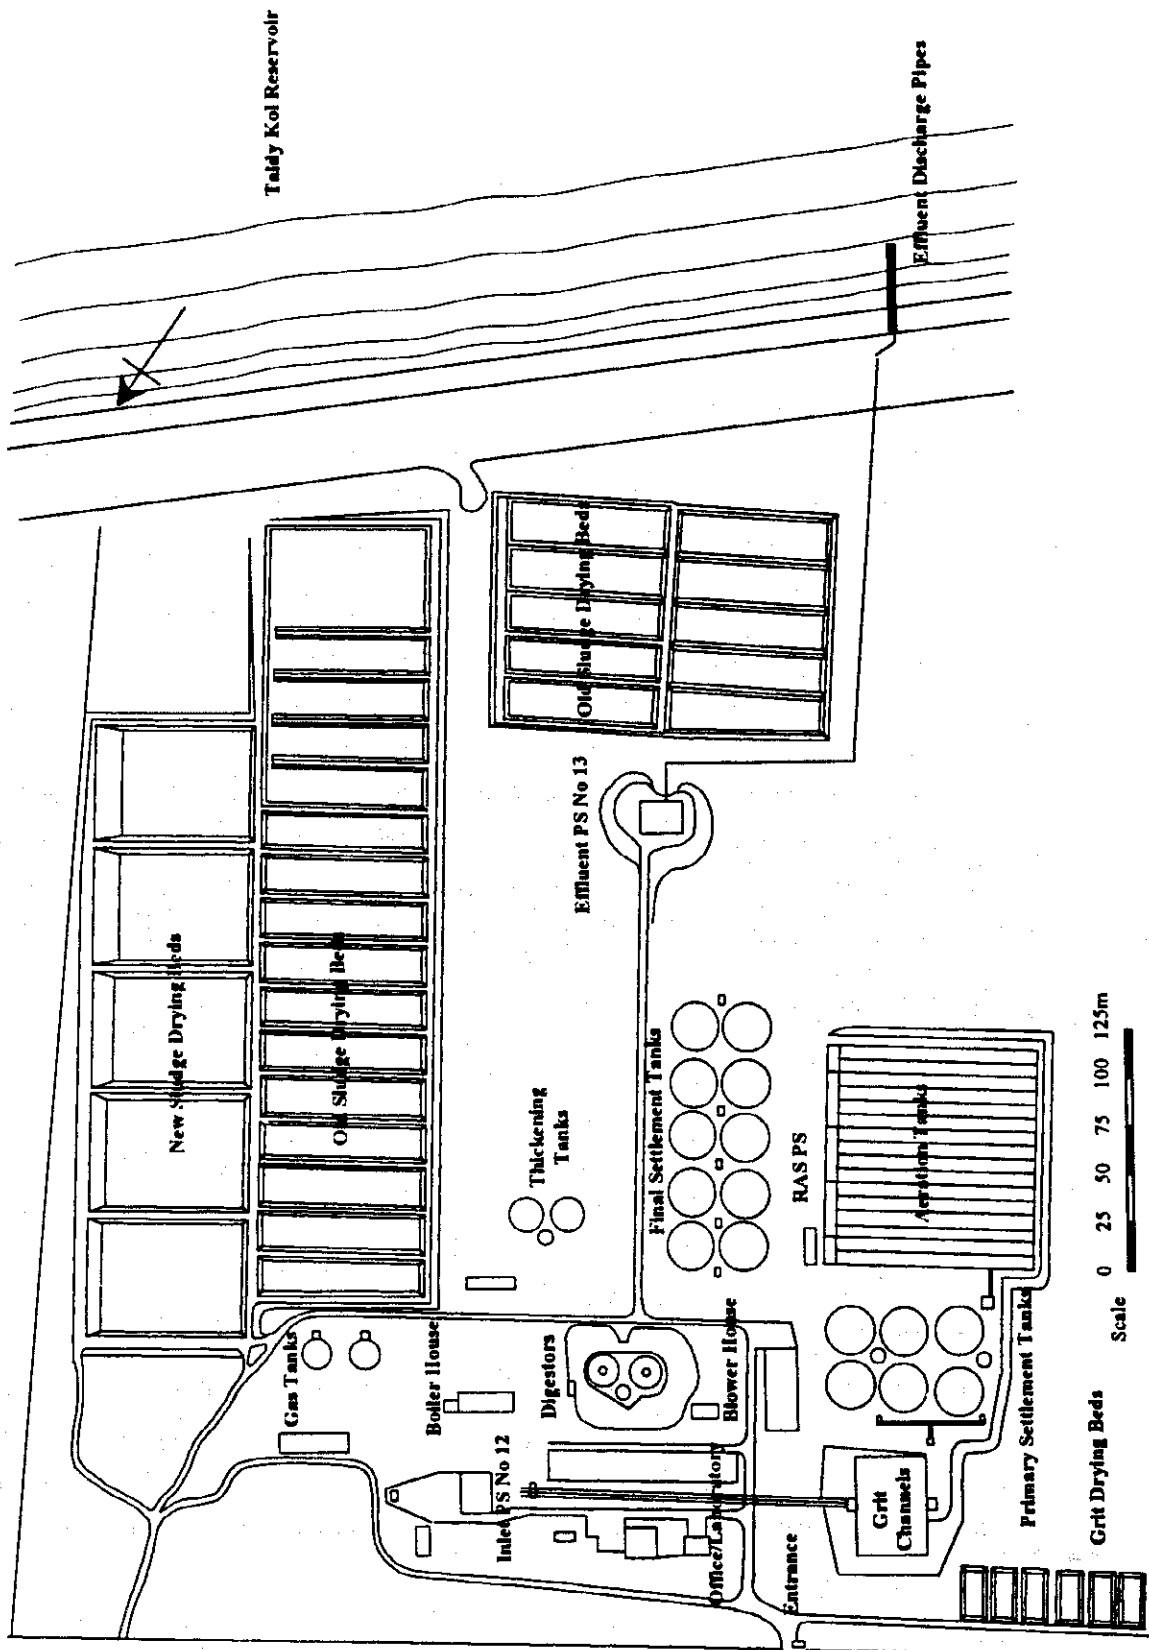 Taldy Kol Reservoir
Effluent Discharge Pipes
New Sludge Drying Beds
Old Sludge Drying Beds
Old Sludge Drying Beds
Effluent PS No 13
Thickening
Tanks
Final Settlement Tanks
RAS PS
Aeration Tanks
Gas Tanks
Boiler House
Digestors
Blower House
Inlet PS No 12
Office/Laboratory
Entrance
Grit
Channels
Primary Settlement Tanks
Grit Drying Beds
Scale
0 25 50 75 100 125m